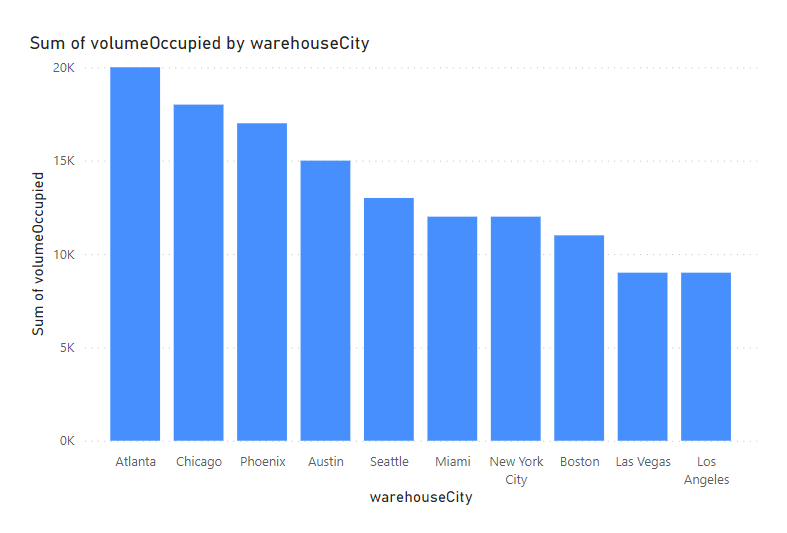 Sum of volumeOccupied by warehouseCity
Sum of volumeOccupied
20K
15K
10K
5K
0K
Atlanta Chicago Phoenix Austin Seattle Miami New York City Boston Las Vegas Los Angeles
warehouseCity